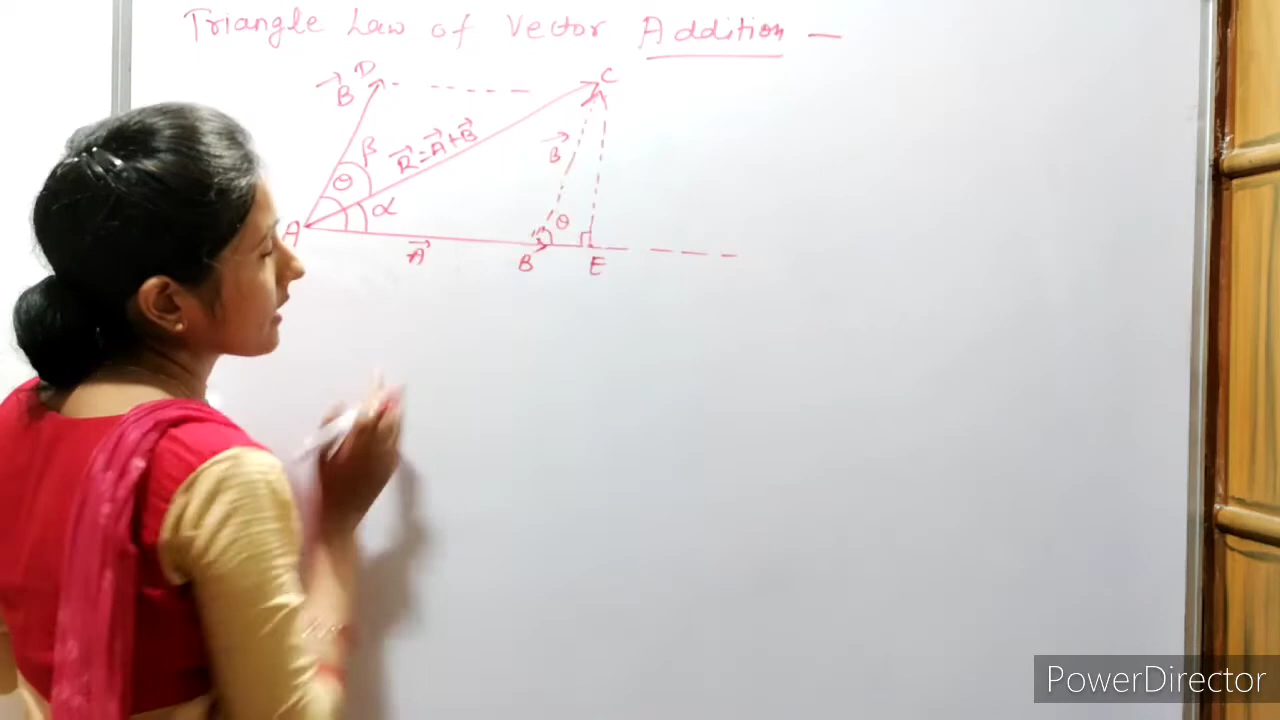 Triangle Law of Vector Addition —
D
C
B⃗
β
R⃗ = A⃗ + B⃗
B⃗
θ
α
θ
A
A⃗
B
E
PowerDirector